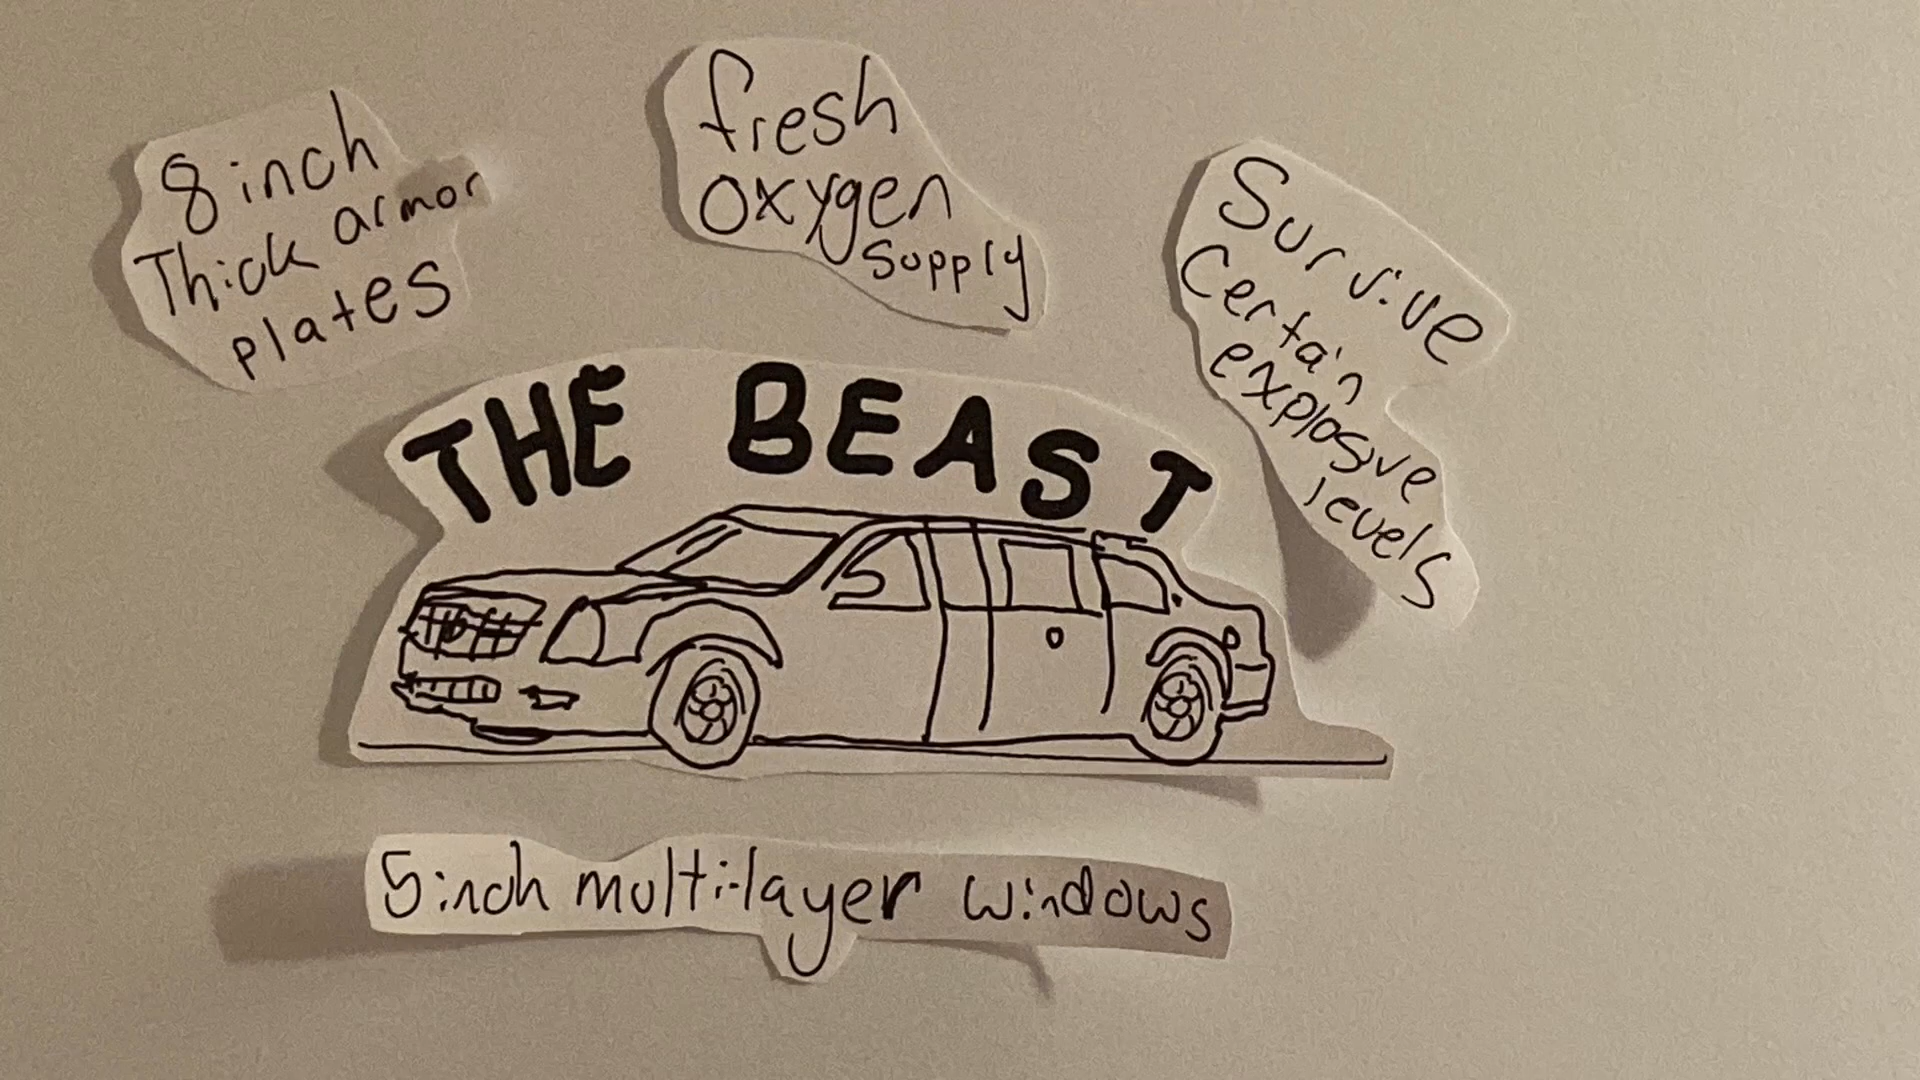 8 inch
Thick armor
plates
fresh
oxygen
supply
Survive
Certain
explosive
levels
THE BEAST
5 inch multi-layer windows